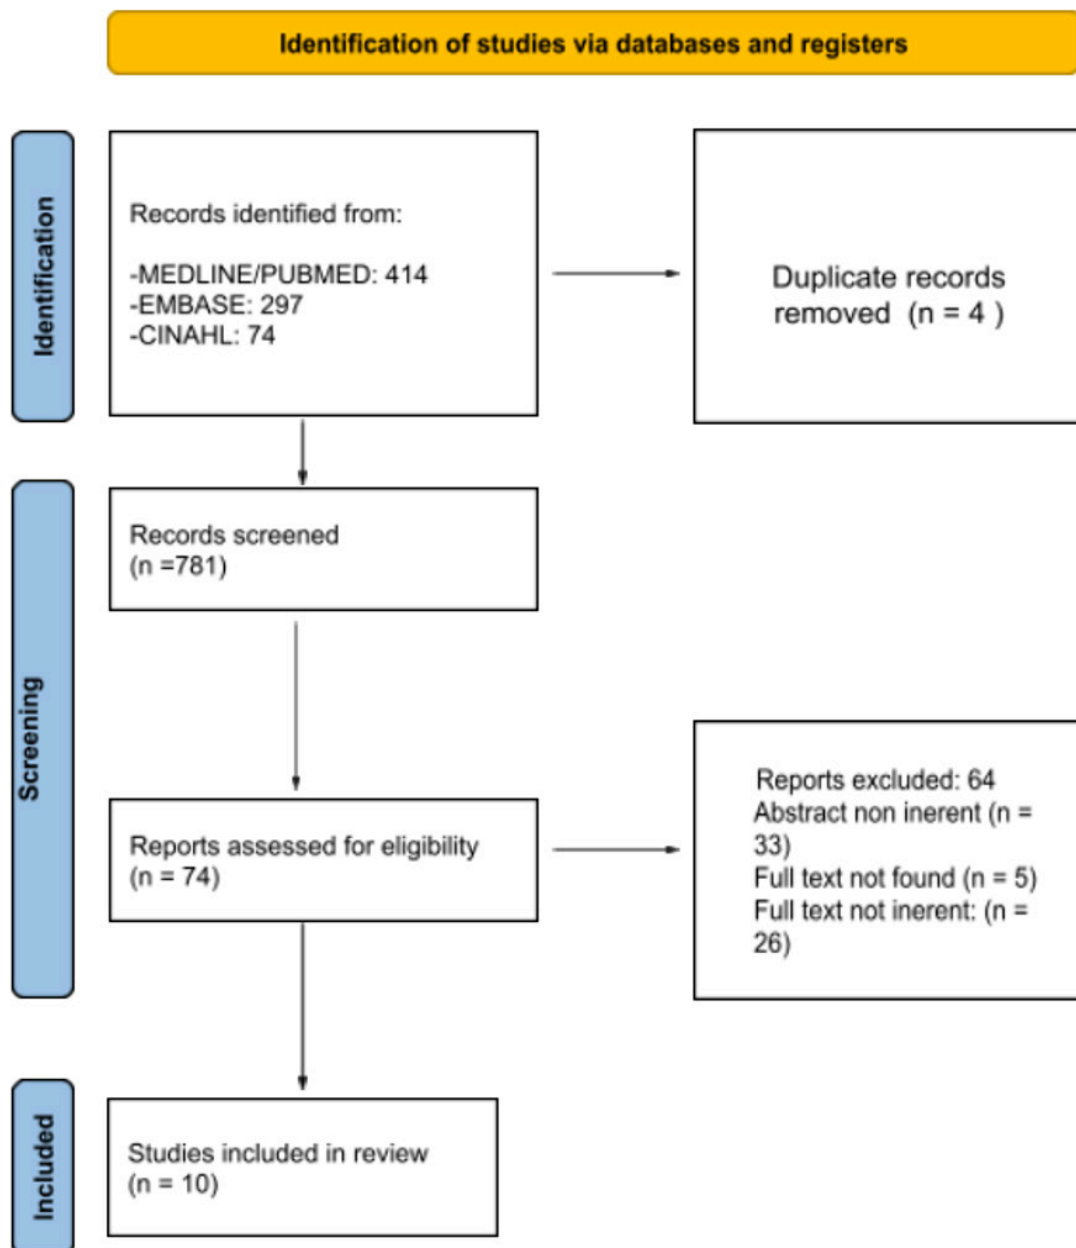 Identification of studies via databases and registers
Identification
Records identified from:
-MEDLINE/PUBMED: 414
-EMBASE: 297
-CINAHL: 74
Duplicate records
removed (n = 4 )
Screening
Records screened
(n =781)
Reports assessed for eligibility
(n = 74)
Reports excluded: 64
Abstract non inerent (n =
33)
Full text not found (n = 5)
Full text not inerent: (n =
26)
Included
Studies included in review
(n = 10)